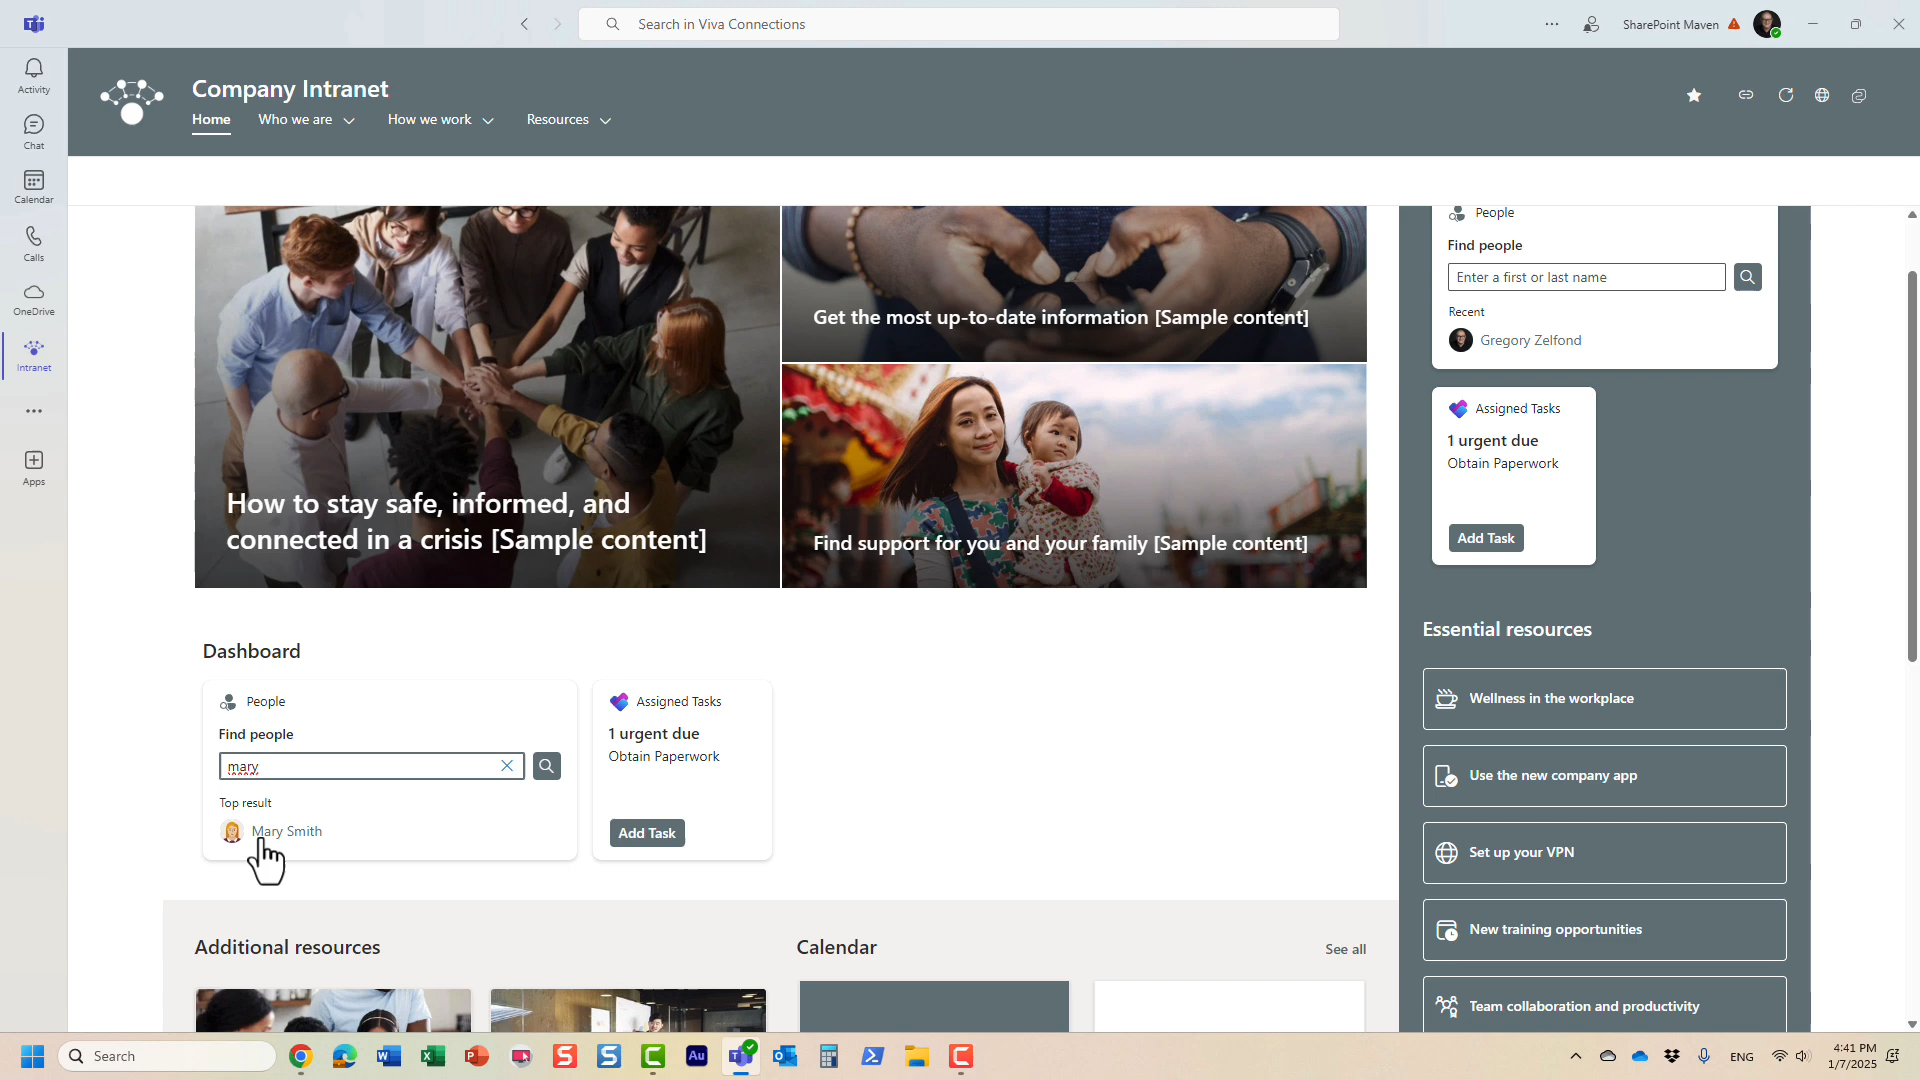 Search in Viva Connections
SharePoint Maven
Activity
Chat
Calendar
Calls
OneDrive
Intranet
Apps
Company Intranet
Home
Who we are
How we work
Resources
How to stay safe, informed, and
connected in a crisis [Sample content]
Get the most up-to-date information [Sample content]
Find support for you and your family [Sample content]
People
Find people
Enter a first or last name
Recent
Gregory Zelfond
Assigned Tasks
1 urgent due
Obtain Paperwork
Add Task
Essential resources
Wellness in the workplace
Use the new company app
Set up your VPN
New training opportunities
Team collaboration and productivity
Dashboard
People
Find people
mary
Top result
Mary Smith
Assigned Tasks
1 urgent due
Obtain Paperwork
Add Task
Additional resources
Calendar
See all
Search
Au
ENG
4:41 PM
1/7/2025